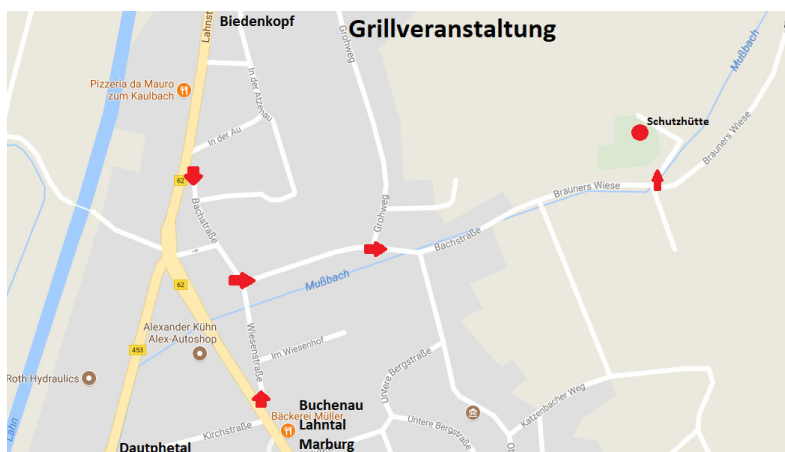 Biedenkopf
Grillveranstaltung
Lahnst
Grohweg
Mußbach
In der Atzenau
Pizzeria da Mauro
zum Kaulbach
Schutzhütte
In der Au
Brauners Wiese
62
Brauners Wiese
Bachstraße
Grohweg
Bachstraße
Mußbach
62
Alexander Kühn
Alex-Autoshop
Wiesenstraße
Im Wiesenhof
453
Untere Bergstraße
Roth Hydraulics
Katzenbacher Weg
Buchenau
Bäckerei Müller
Lahntal
Kirchstraße
Untere Bergstraße
Ob
Lahn
Dautphetal
Marburg